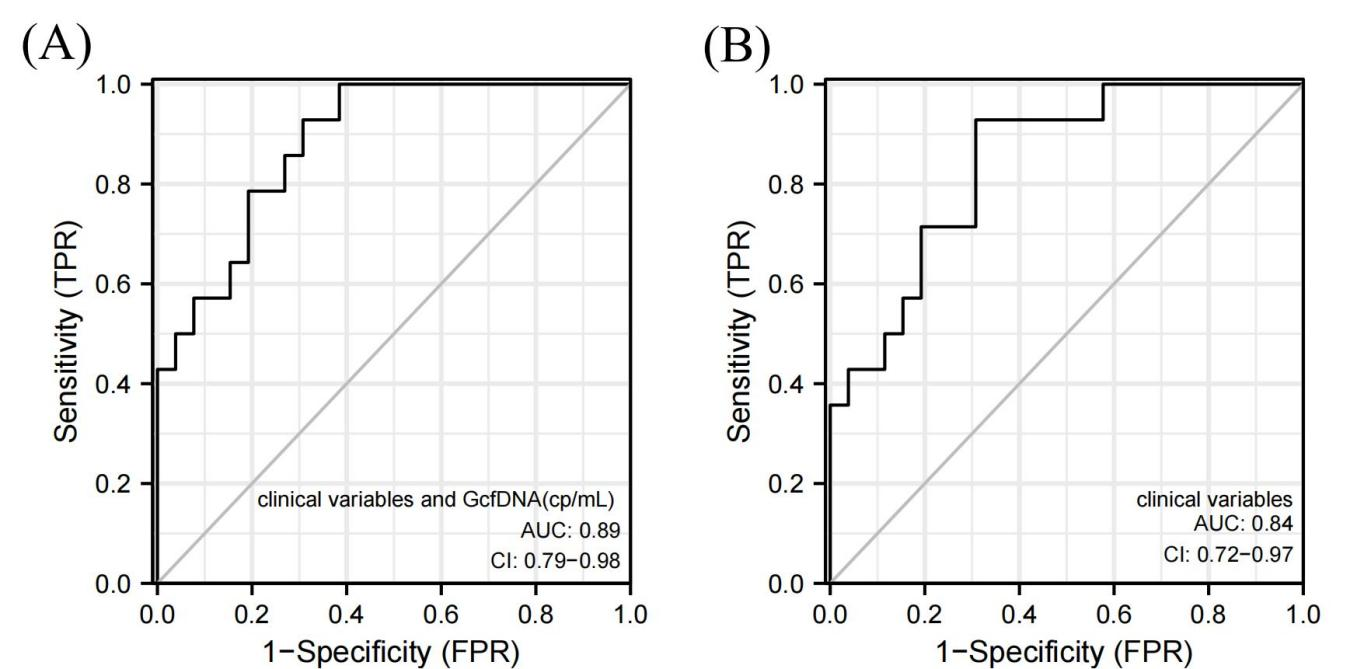 (A)
1.0
0.8
0.6
0.4
0.2
0.0
Sensitivity (TPR)
clinical variables and GcfDNA(cp/mL)
AUC: 0.89
CI: 0.79−0.98
0.0 0.2 0.4 0.6 0.8 1.0
1−Specificity (FPR)
(B)
1.0
0.8
0.6
0.4
0.2
0.0
Sensitivity (TPR)
clinical variables
AUC: 0.84
CI: 0.72−0.97
0.0 0.2 0.4 0.6 0.8 1.0
1−Specificity (FPR)